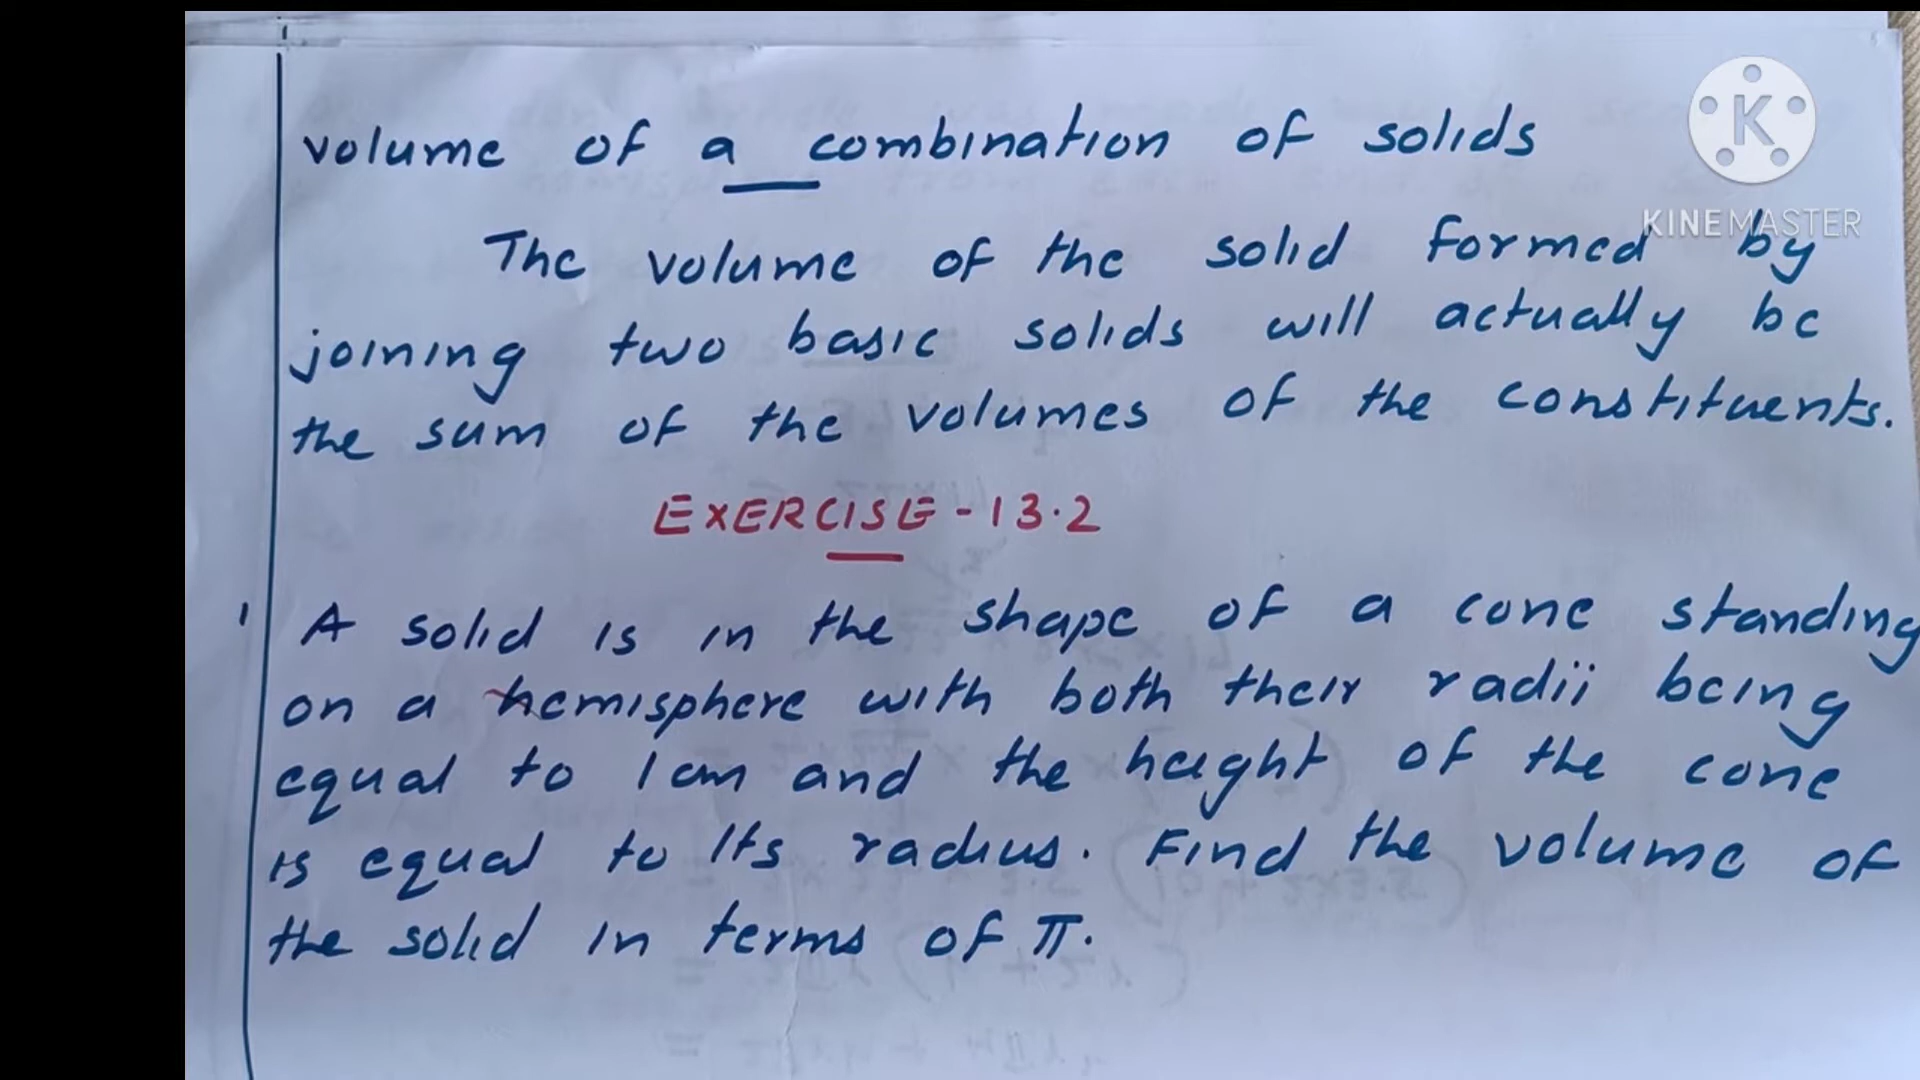 volume of a combination of solids
KINEMASTER
The volume of the solid formed by
joining two basic solids will actually be
the sum of the volumes of the constituents.
EXERCISE - 13.2
1 A solid is in the shape of a cone standing
on a hemisphere with both their radii being
equal to 1 cm and the height of the cone
is equal to its radius. Find the volume of
the solid in terms of π.